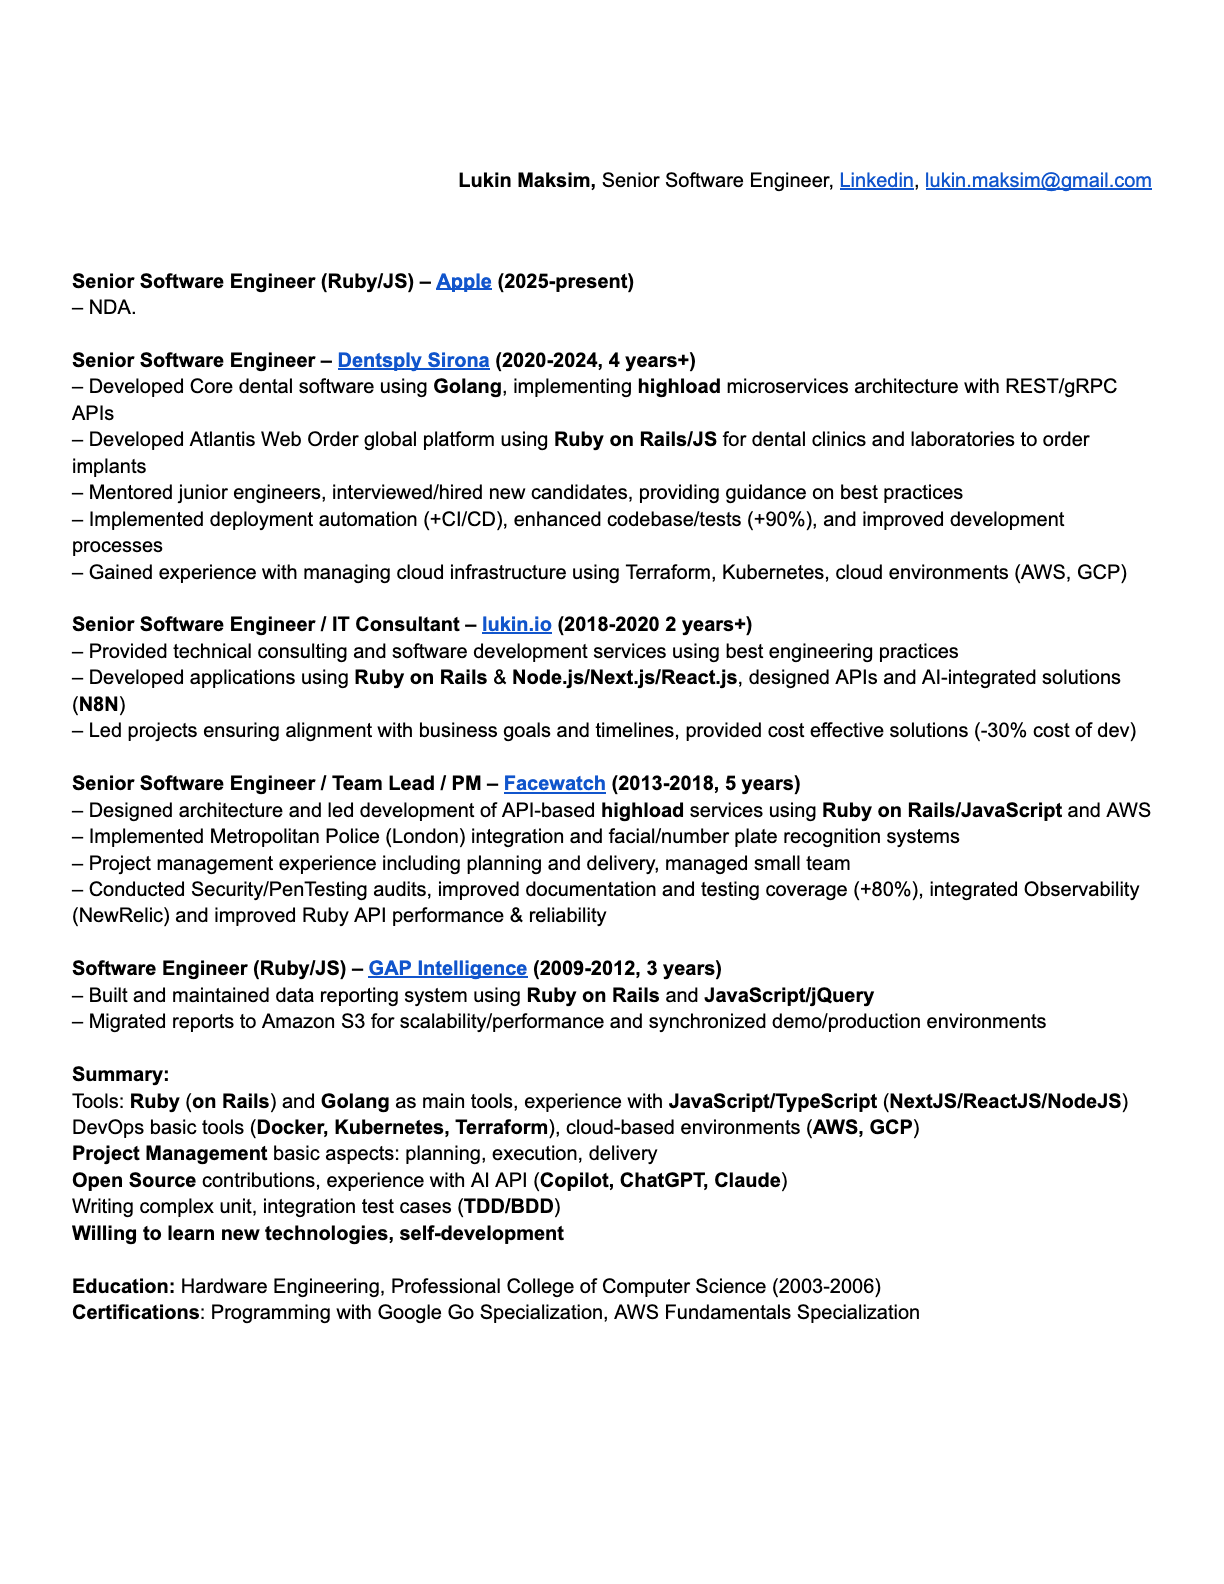 Lukin Maksim, Senior Software Engineer, Linkedin, lukin.maksim@gmail.com
Senior Software Engineer (Ruby/JS) – Apple (2025-present)
– NDA.
Senior Software Engineer – Dentsply Sirona (2020-2024, 4 years+)
– Developed Core dental software using Golang, implementing highload microservices architecture with REST/gRPC
APIs
– Developed Atlantis Web Order global platform using Ruby on Rails/JS for dental clinics and laboratories to order
implants
– Mentored junior engineers, interviewed/hired new candidates, providing guidance on best practices
– Implemented deployment automation (+CI/CD), enhanced codebase/tests (+90%), and improved development
processes
– Gained experience with managing cloud infrastructure using Terraform, Kubernetes, cloud environments (AWS, GCP)
Senior Software Engineer / IT Consultant – lukin.io (2018-2020 2 years+)
– Provided technical consulting and software development services using best engineering practices
– Developed applications using Ruby on Rails & Node.js/Next.js/React.js, designed APIs and AI-integrated solutions
(N8N)
– Led projects ensuring alignment with business goals and timelines, provided cost effective solutions (-30% cost of dev)
Senior Software Engineer / Team Lead / PM – Facewatch (2013-2018, 5 years)
– Designed architecture and led development of API-based highload services using Ruby on Rails/JavaScript and AWS
– Implemented Metropolitan Police (London) integration and facial/number plate recognition systems
– Project management experience including planning and delivery, managed small team
– Conducted Security/PenTesting audits, improved documentation and testing coverage (+80%), integrated Observability
(NewRelic) and improved Ruby API performance & reliability
Software Engineer (Ruby/JS) – GAP Intelligence (2009-2012, 3 years)
– Built and maintained data reporting system using Ruby on Rails and JavaScript/jQuery
– Migrated reports to Amazon S3 for scalability/performance and synchronized demo/production environments
Summary:
Tools: Ruby (on Rails) and Golang as main tools, experience with JavaScript/TypeScript (NextJS/ReactJS/NodeJS)
DevOps basic tools (Docker, Kubernetes, Terraform), cloud-based environments (AWS, GCP)
Project Management basic aspects: planning, execution, delivery
Open Source contributions, experience with AI API (Copilot, ChatGPT, Claude)
Writing complex unit, integration test cases (TDD/BDD)
Willing to learn new technologies, self-development
Education: Hardware Engineering, Professional College of Computer Science (2003-2006)
Certifications: Programming with Google Go Specialization, AWS Fundamentals Specialization